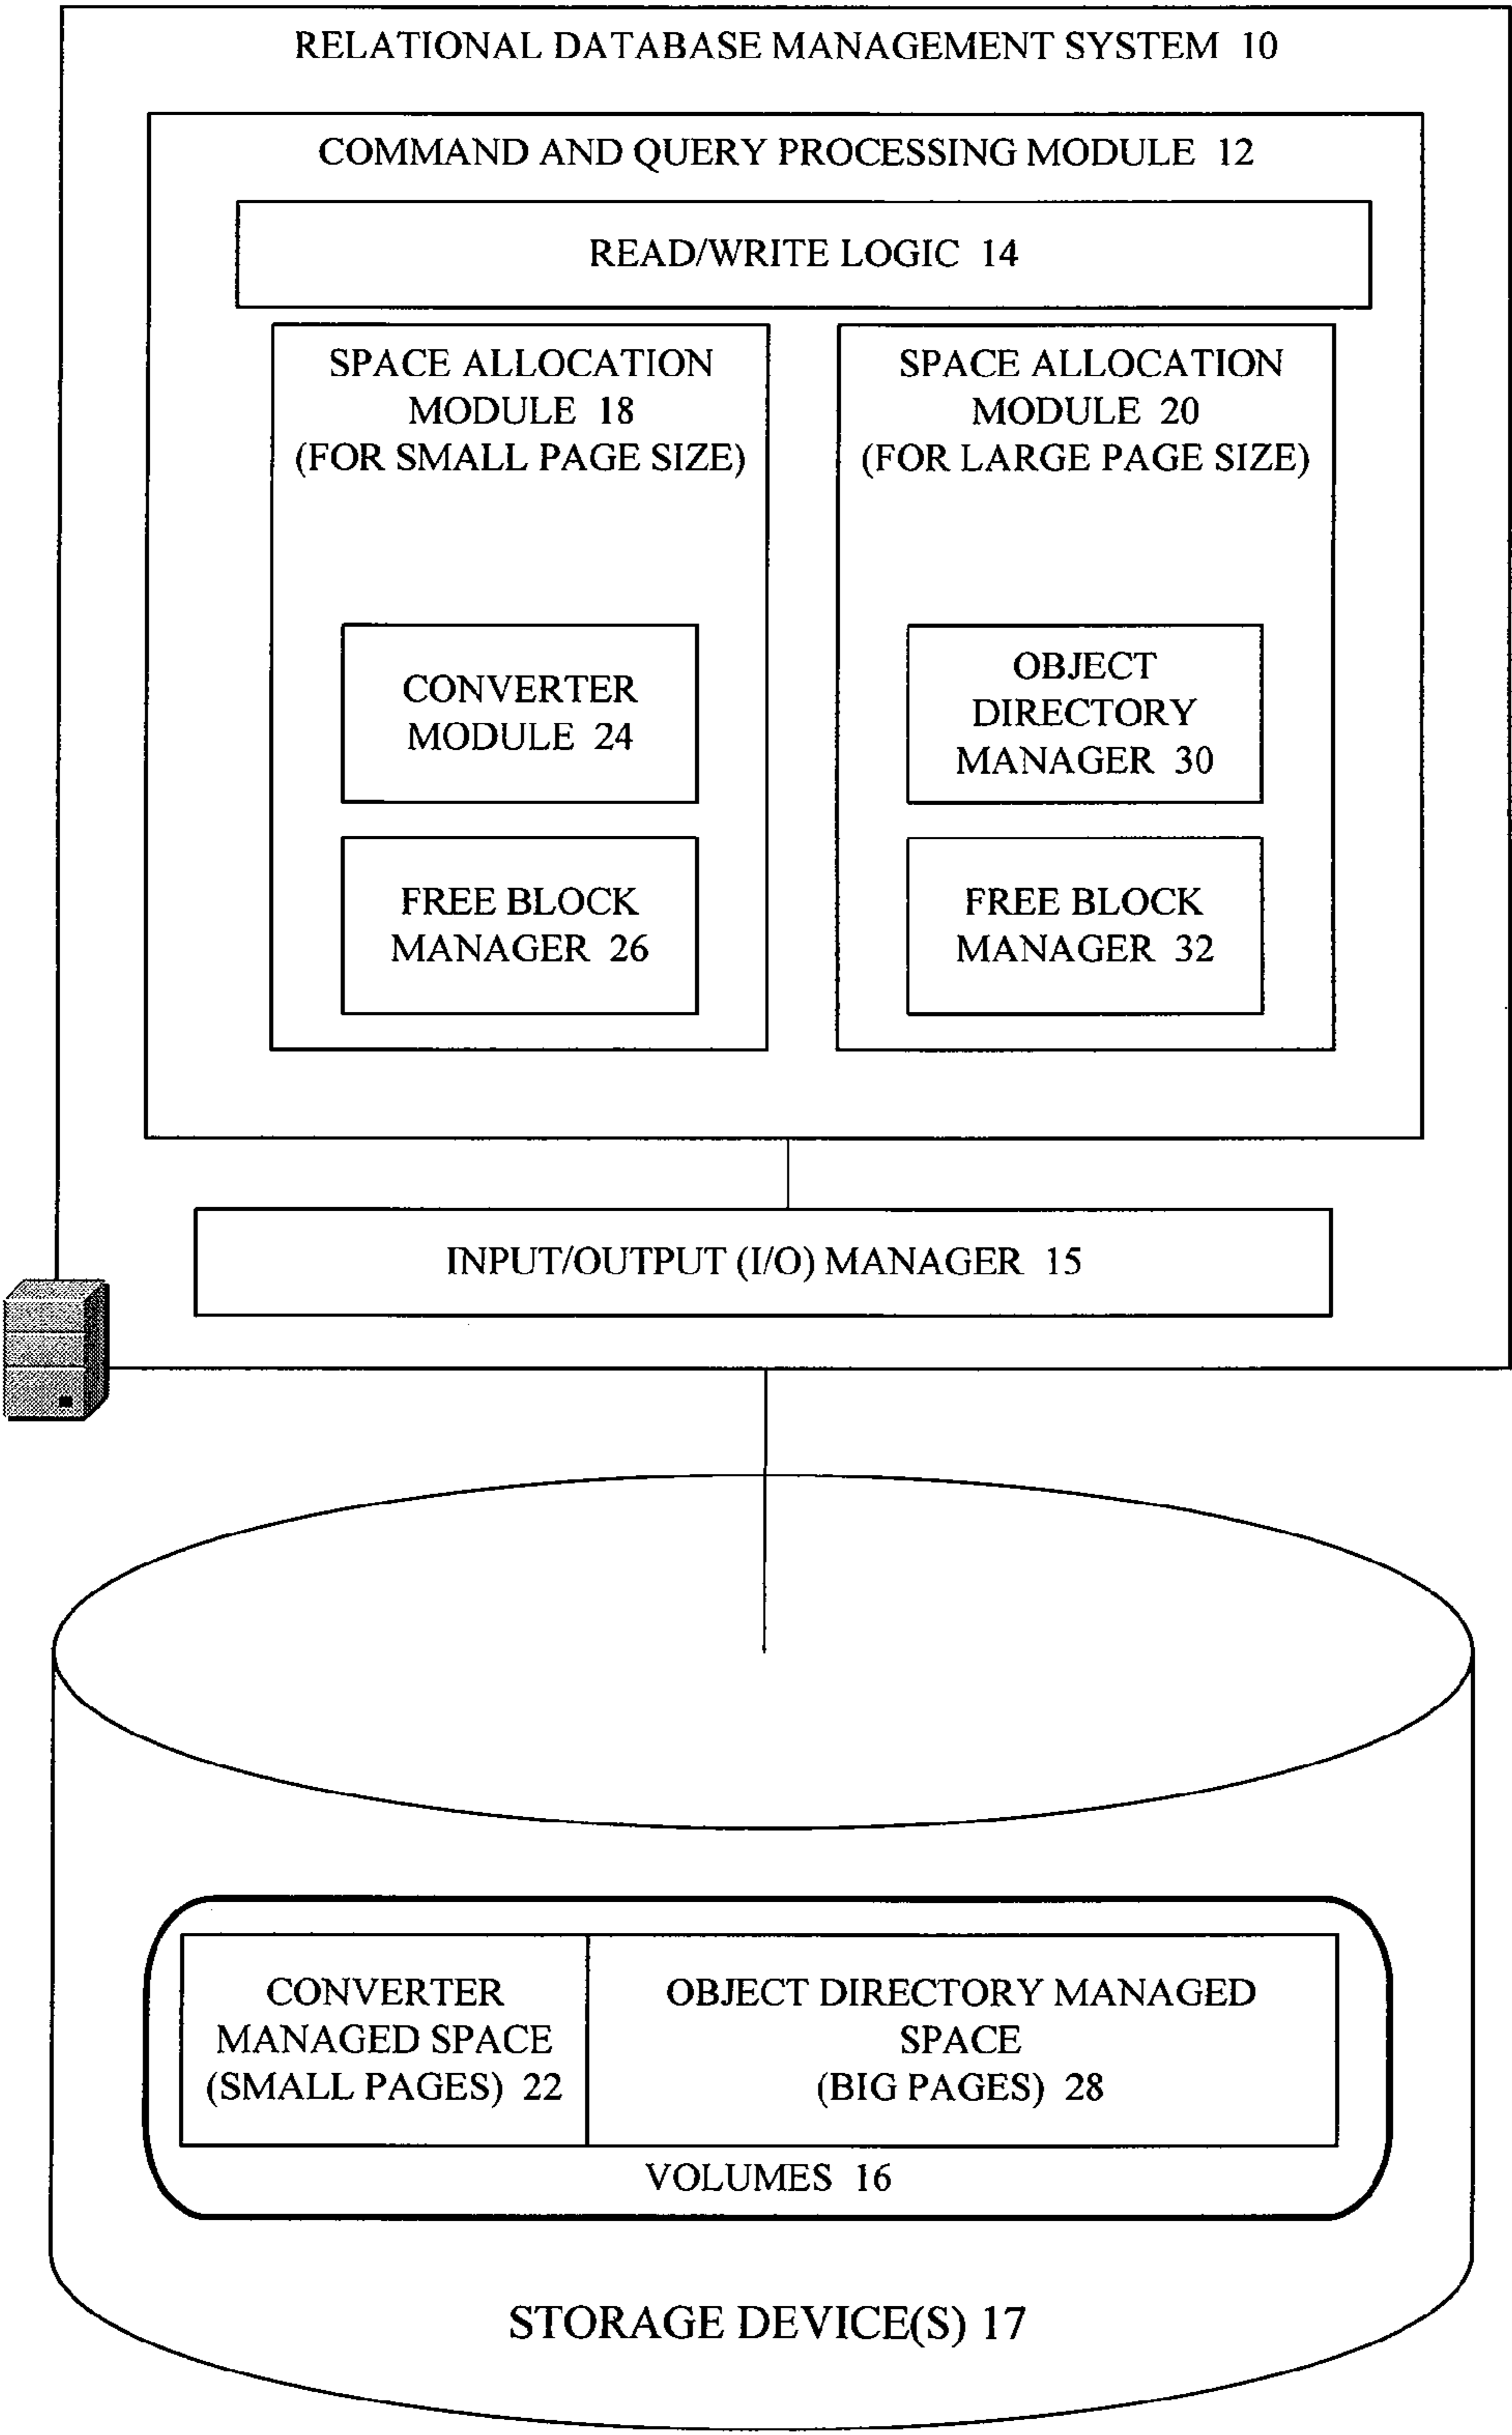 RELATIONAL DATABASE MANAGEMENT SYSTEM 10
COMMAND AND QUERY PROCESSING MODULE 12
READ/WRITE LOGIC 14
SPACE ALLOCATION
MODULE 18
(FOR SMALL PAGE SIZE)
CONVERTER
MODULE 24
FREE BLOCK
MANAGER 26
SPACE ALLOCATION
MODULE 20
(FOR LARGE PAGE SIZE)
OBJECT
DIRECTORY
MANAGER 30
FREE BLOCK
MANAGER 32
INPUT/OUTPUT (I/O) MANAGER 15
CONVERTER
MANAGED SPACE
(SMALL PAGES) 22
OBJECT DIRECTORY MANAGED
SPACE
(BIG PAGES) 28
VOLUMES 16
STORAGE DEVICE(S) 17